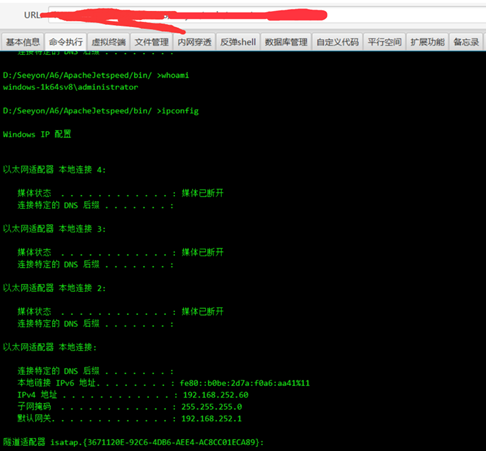 URL:
基本信息 命令执行 虚拟终端 文件管理 内网穿透 反弹shell 数据库管理 自定义代码 平行空间 扩展功能 备忘录
连接特定的 DNS 后缀 . . . . . . . :
D:/Seeyon/A6/ApacheJetspeed/bin/ >whoami
windows-1k64sv8\administrator
D:/Seeyon/A6/ApacheJetspeed/bin/ >ipconfig
Windows IP 配置
以太网适配器 本地连接 4:
媒体状态 . . . . . . . . . . . . : 媒体已断开
连接特定的 DNS 后缀 . . . . . . . :
以太网适配器 本地连接 3:
媒体状态 . . . . . . . . . . . . : 媒体已断开
连接特定的 DNS 后缀 . . . . . . . :
以太网适配器 本地连接 2:
媒体状态 . . . . . . . . . . . . : 媒体已断开
连接特定的 DNS 后缀 . . . . . . . :
以太网适配器 本地连接:
连接特定的 DNS 后缀 . . . . . . . :
本地链接 IPv6 地址. . . . . . . . : fe80::b0be:2d7a:f0a6:aa41%11
IPv4 地址 . . . . . . . . . . . . : 192.168.252.60
子网掩码 . . . . . . . . . . . . : 255.255.255.0
默认网关. . . . . . . . . . . . . : 192.168.252.1
隧道适配器 isatap.{3671120E-92C6-4DB6-AEE4-AC8CC01ECA89}: